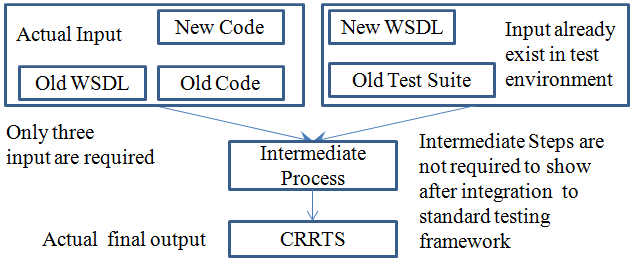 Actual Input
New Code
Old WSDL
Old Code
New WSDL
Old Test Suite
Input already
exist in test
environment
Only three
input are required
Intermediate
Process
Intermediate Steps are
not required to show
after integration to
standard testing
framework
Actual final output
CRRTS